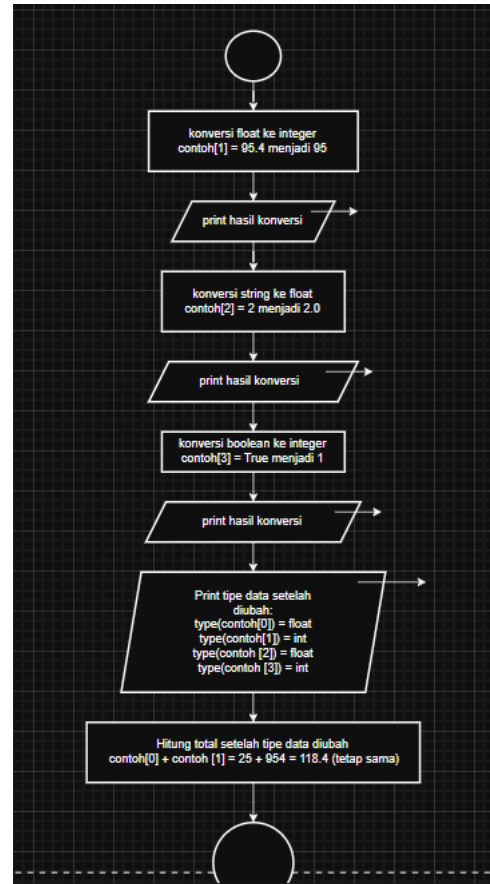 konversi float ke integer
contoh[1] = 95.4 menjadi 95
print hasil konversi
konversi string ke float
contoh[2] = 2 menjadi 2.0
print hasil konversi
konversi boolean ke integer
contoh[3] = True menjadi 1
print hasil konversi
Print tipe data setelah
diubah:
type(contoh[0]) = float
type(contoh[1]) = int
type(contoh [2]) = float
type(contoh [3]) = int
Hitung total setelah tipe data diubah
contoh[0] + contoh [1] = 25 + 954 = 118.4 (tetap sama)